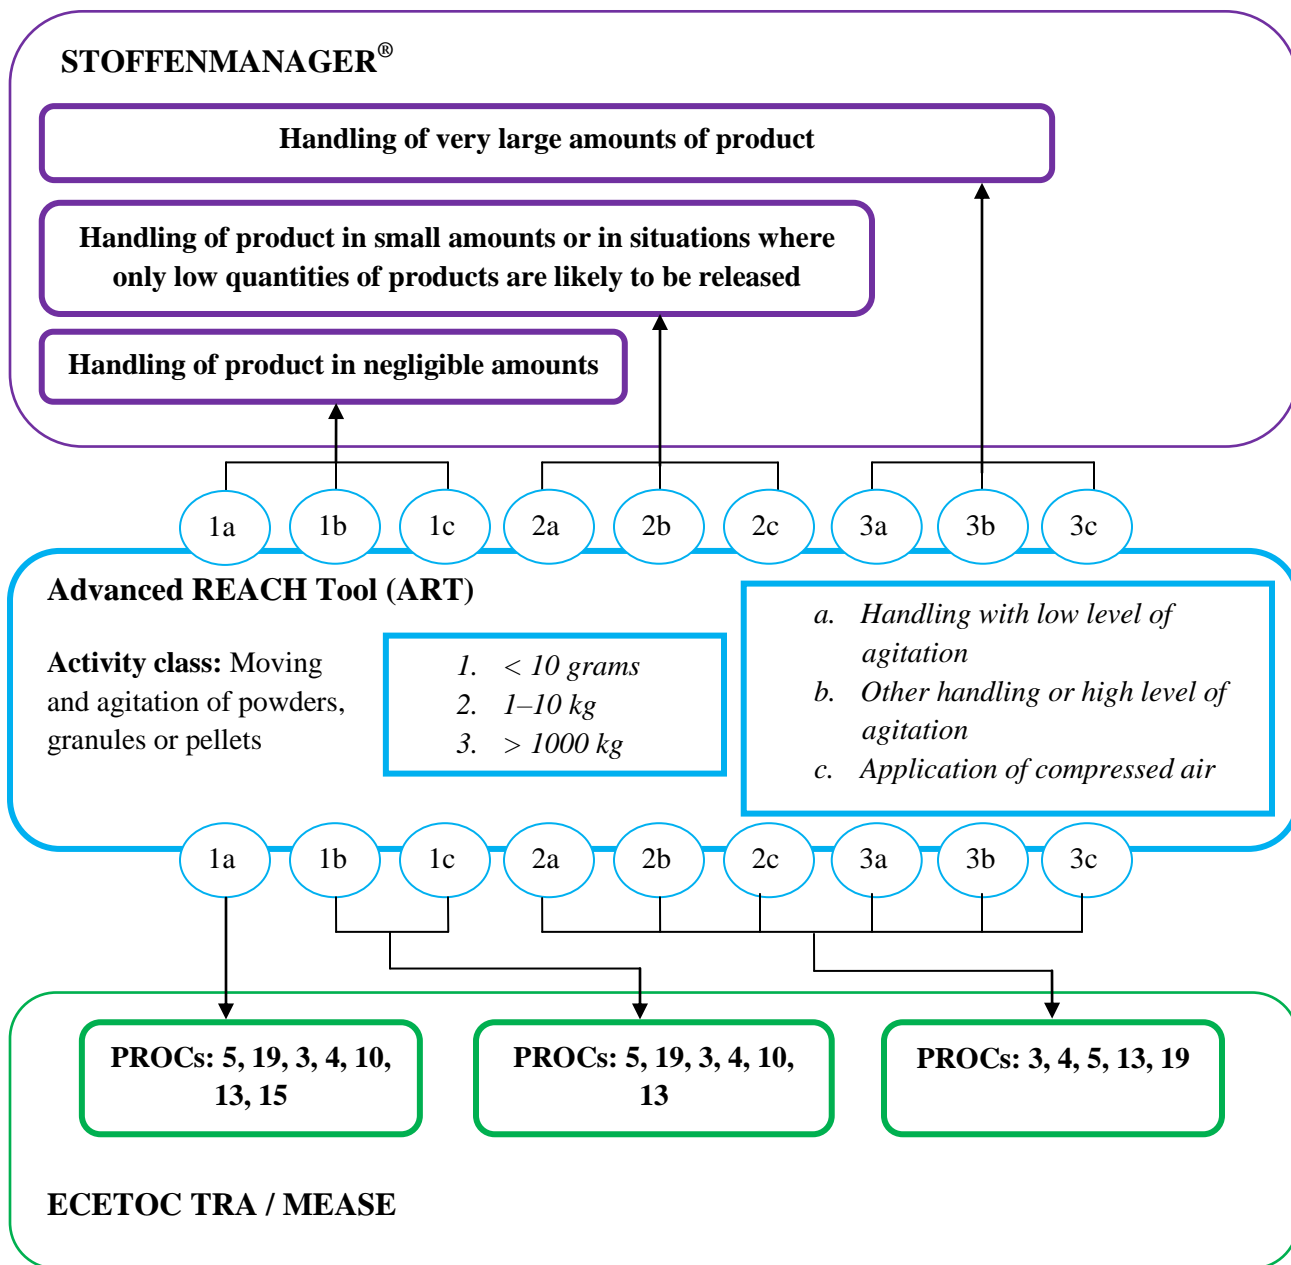 STOFFENMANAGER®
Handling of very large amounts of product
Handling of product in small amounts or in situations where
only low quantities of products are likely to be released
Handling of product in negligible amounts
1a 1b 1c 2a 2b 2c 3a 3b 3c
Advanced REACH Tool (ART)
Activity class: Moving
and agitation of powders,
granules or pellets
1. < 10 grams
2. 1–10 kg
3. > 1000 kg
a. Handling with low level of
agitation
b. Other handling or high level of
agitation
c. Application of compressed air
1a 1b 1c 2a 2b 2c 3a 3b 3c
PROCs: 5, 19, 3, 4, 10,
13, 15
PROCs: 5, 19, 3, 4, 10,
13
PROCs: 3, 4, 5, 13, 19
ECETOC TRA / MEASE